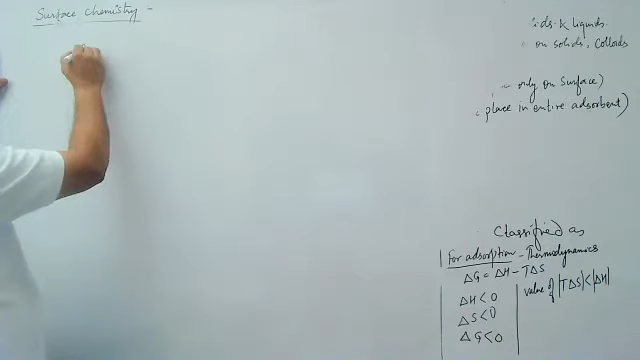 Surface Chemistry -
& liquids
on solids, Colloids
only on surface)
place in entire adsorbent)
Classified as
For adsorption - Thermodynamics
ΔG = ΔH - TΔS
value of |TΔS| < |ΔH|
ΔH < 0
ΔS < 0
ΔG < 0